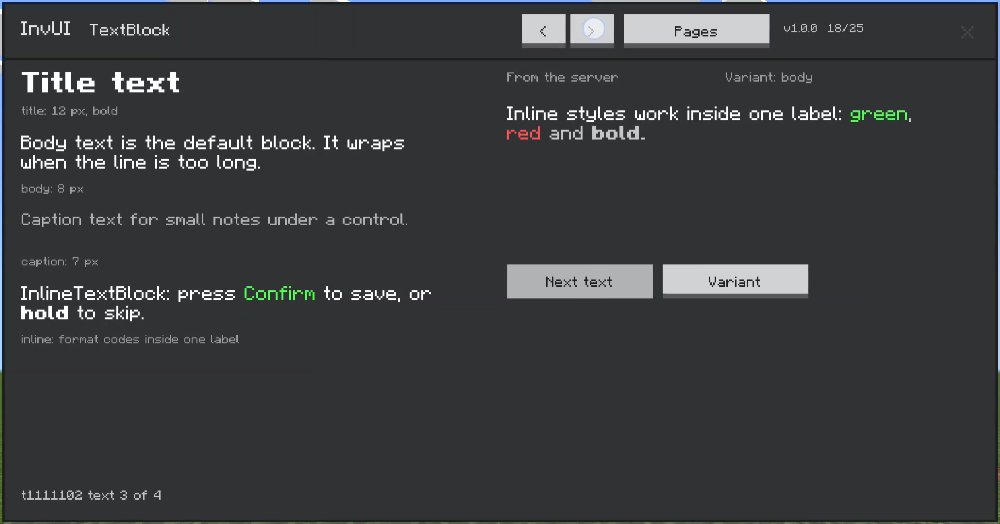 InvUI TextBlock < > Pages v1.0.0 18/25 ×
Title text
title: 12 px, bold
Body text is the default block. It wraps
when the line is too long.
body: 8 px
Caption text for small notes under a control.
caption: 7 px
InlineTextBlock: press Confirm to save, or
hold to skip.
inline: format codes inside one label
From the server
Variant: body
Inline styles work inside one label: green,
red and bold.
Next text
Variant
t1111102 text 3 of 4